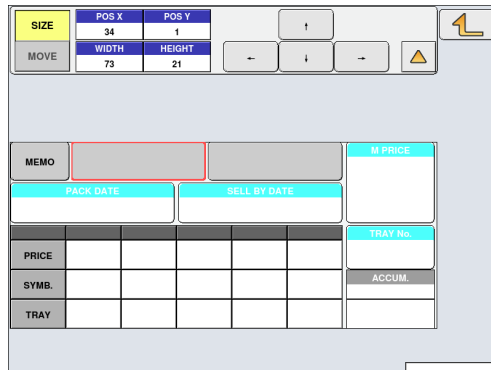 SIZE
POS X
POS Y
34
1
↑
MOVE
WIDTH
HEIGHT
73
21
←
↓
→
MEMO
M PRICE
PACK DATE
SELL BY DATE
TRAY No.
PRICE
SYMB.
ACCUM.
TRAY